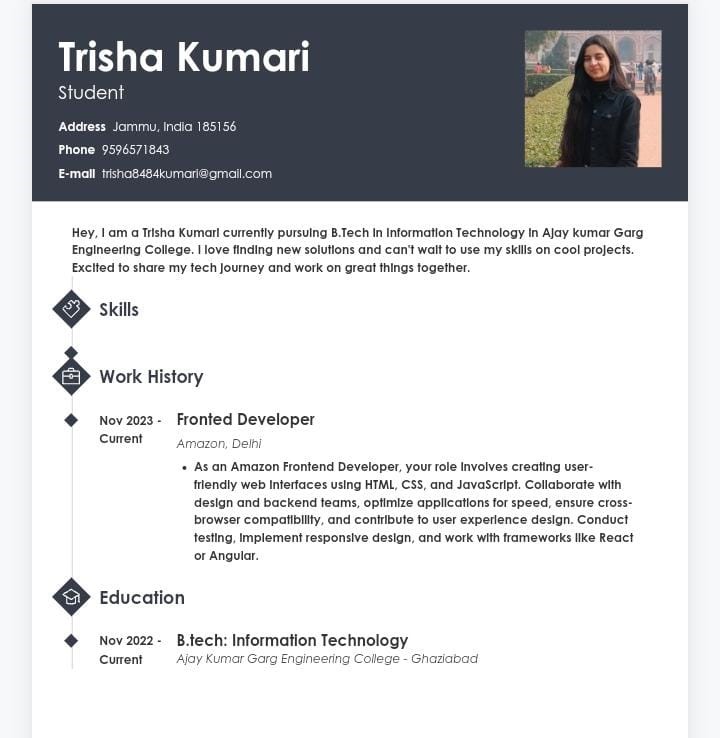 Trisha Kumari
Student
Address Jammu, India 185156
Phone 9596571843
E-mail trisha8484kumari@gmail.com
Hey, I am a Trisha Kumari currently pursuing B.Tech in Information Technology in Ajay kumar Garg
Engineering College. I love finding new solutions and can't wait to use my skills on cool projects.
Excited to share my tech journey and work on great things together.
Skills
Work History
Nov 2023 - Fronted Developer
Current
Amazon, Delhi
• As an Amazon Frontend Developer, your role involves creating user-
friendly web interfaces using HTML, CSS, and JavaScript. Collaborate with
design and backend teams, optimize applications for speed, ensure cross-
browser compatibility, and contribute to user experience design. Conduct
testing, implement responsive design, and work with frameworks like React
or Angular.
Education
Nov 2022 - B.tech: Information Technology
Current Ajay Kumar Garg Engineering College - Ghaziabad